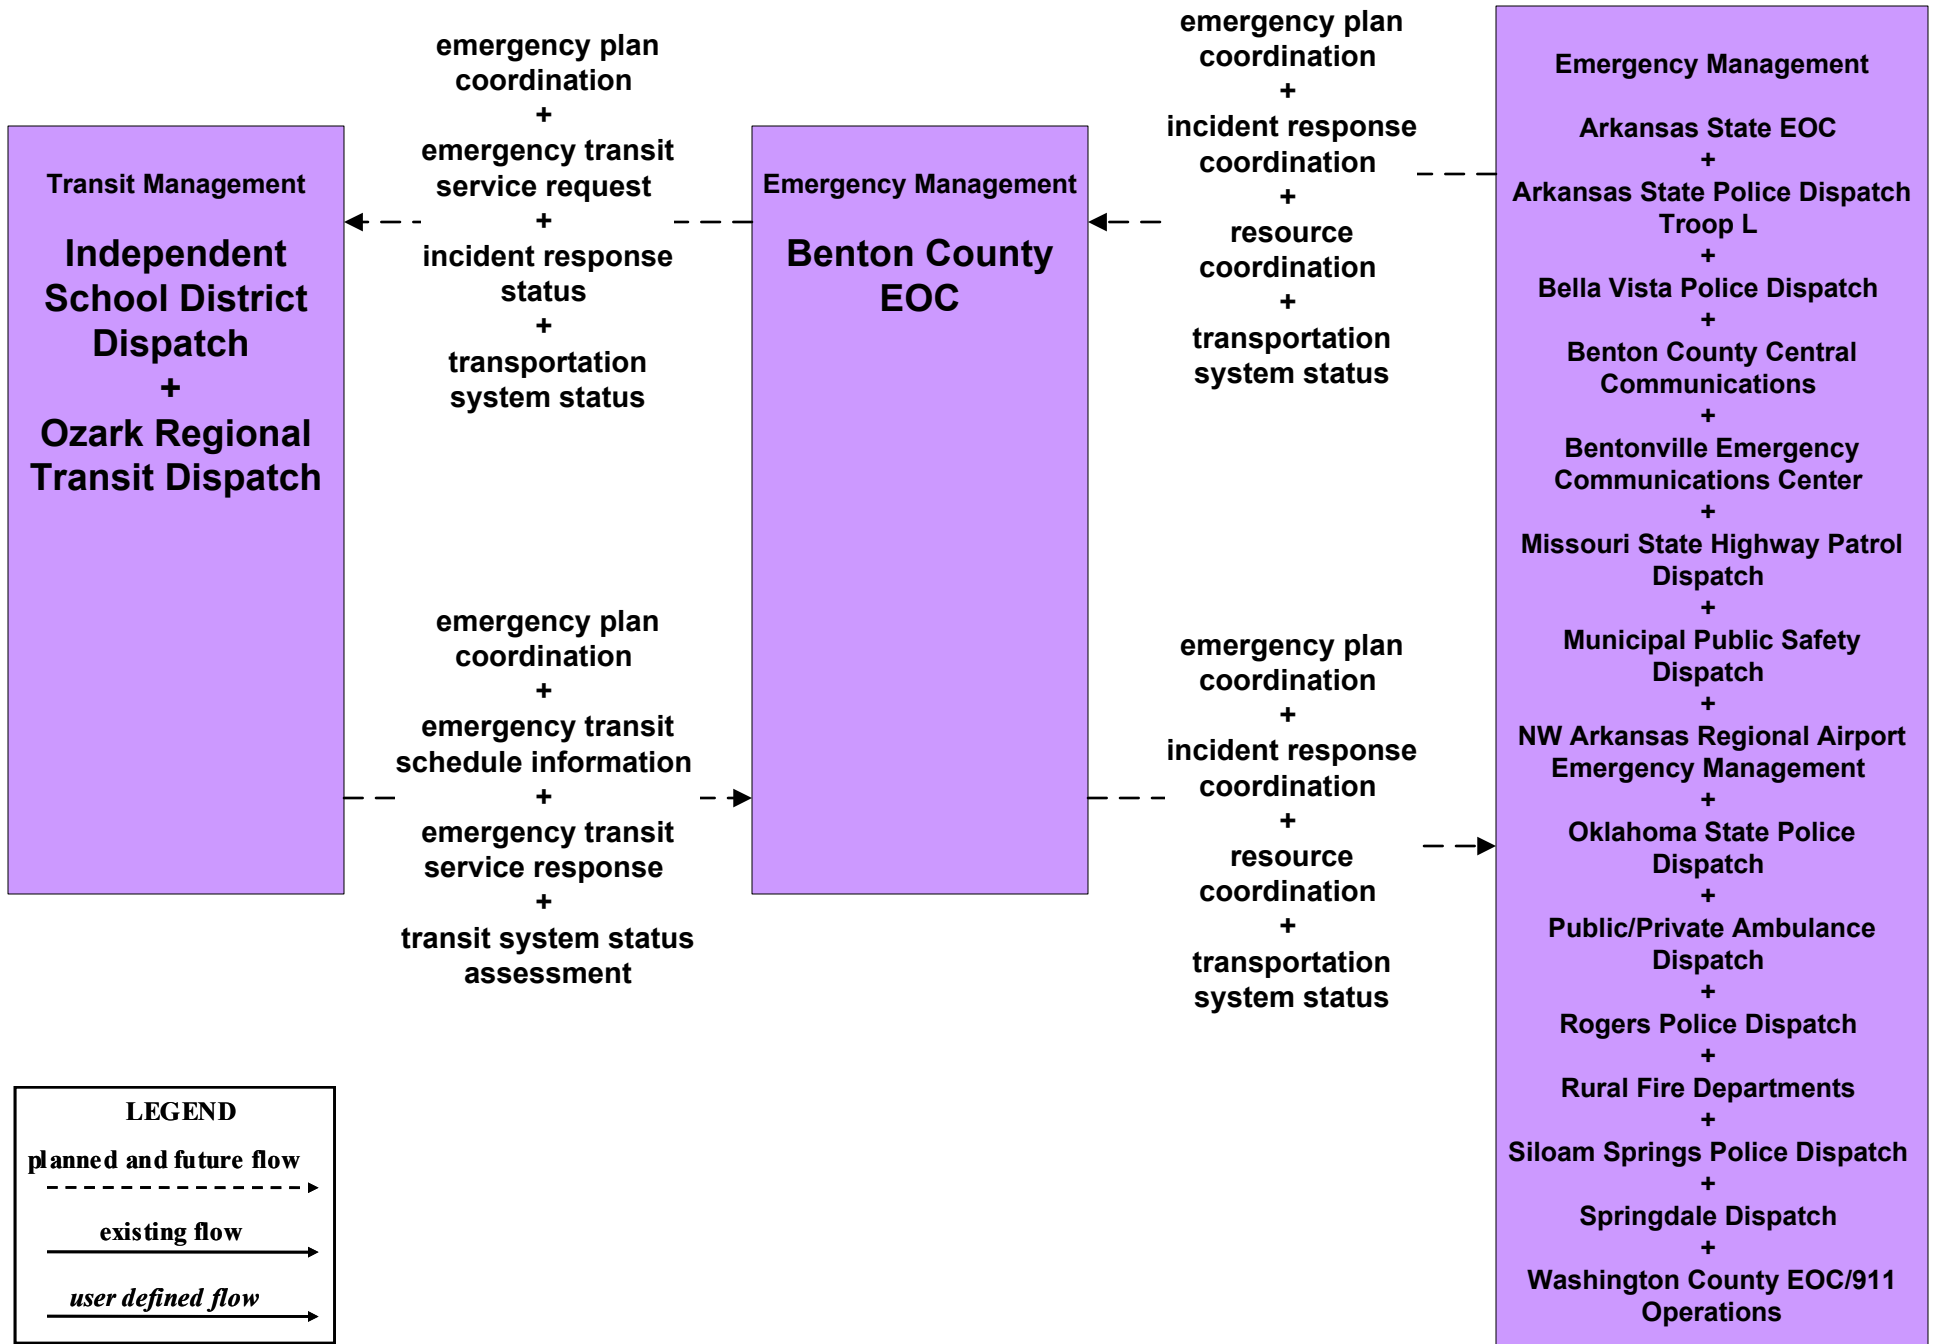 Transit Management
Independent
School District
Dispatch
+
Ozark Regional
Transit Dispatch
emergency plan
coordination
+
emergency transit
service request
+
incident response
status
+
transportation
system status
emergency plan
coordination
+
emergency transit
schedule information
+
emergency transit
service response
+
transit system status
assessment
Emergency Management
Benton County
EOC
emergency plan
coordination
+
incident response
coordination
+
resource
coordination
+
transportation
system status
emergency plan
coordination
+
incident response
coordination
+
resource
coordination
+
transportation
system status
Emergency Management
Arkansas State EOC
+
Arkansas State Police Dispatch
Troop L
+
Bella Vista Police Dispatch
+
Benton County Central
Communications
+
Bentonville Emergency
Communications Center
+
Missouri State Highway Patrol
Dispatch
+
Municipal Public Safety
Dispatch
+
NW Arkansas Regional Airport
Emergency Management
+
Oklahoma State Police
Dispatch
+
Public/Private Ambulance
Dispatch
+
Rogers Police Dispatch
+
Rural Fire Departments
+
Siloam Springs Police Dispatch
+
Springdale Dispatch
+
Washington County EOC/911
Operations
LEGEND
planned and future flow
existing flow
user defined flow